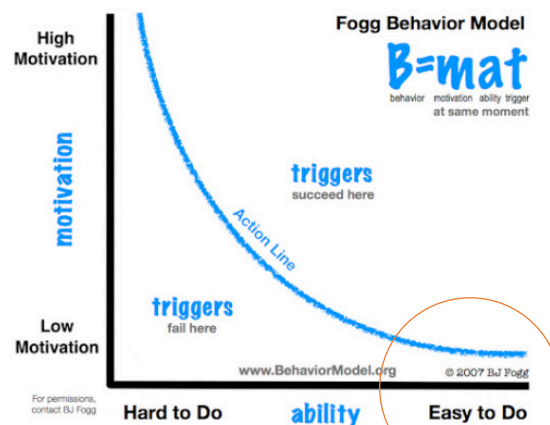 Fogg Behavior Model
B=mat
behavior motivation ability trigger
at same moment
High
Motivation
motivation
triggers
succeed here
Action Line
triggers
fail here
Low
Motivation
www.BehaviorModel.org
© 2007 BJ Fogg
For permissions,
contact BJ Fogg
Hard to Do
ability
Easy to Do